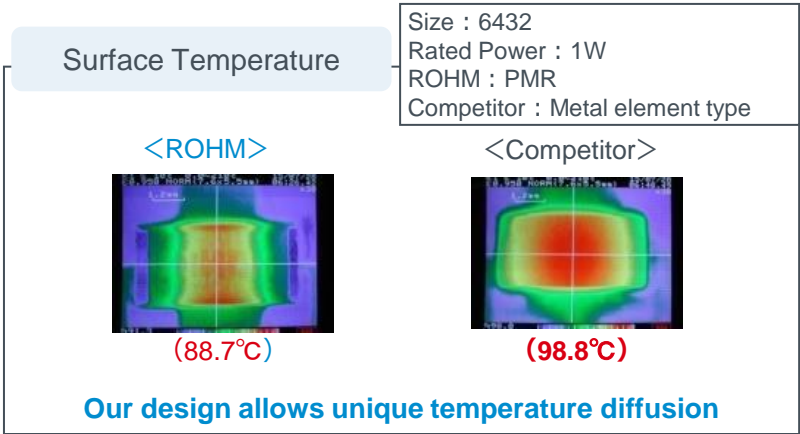 Surface Temperature
Size：6432
Rated Power：1W
ROHM：PMR
Competitor：Metal element type
＜ROHM＞
＜Competitor＞
(88.7℃)
(98.8℃)
Our design allows unique temperature diffusion